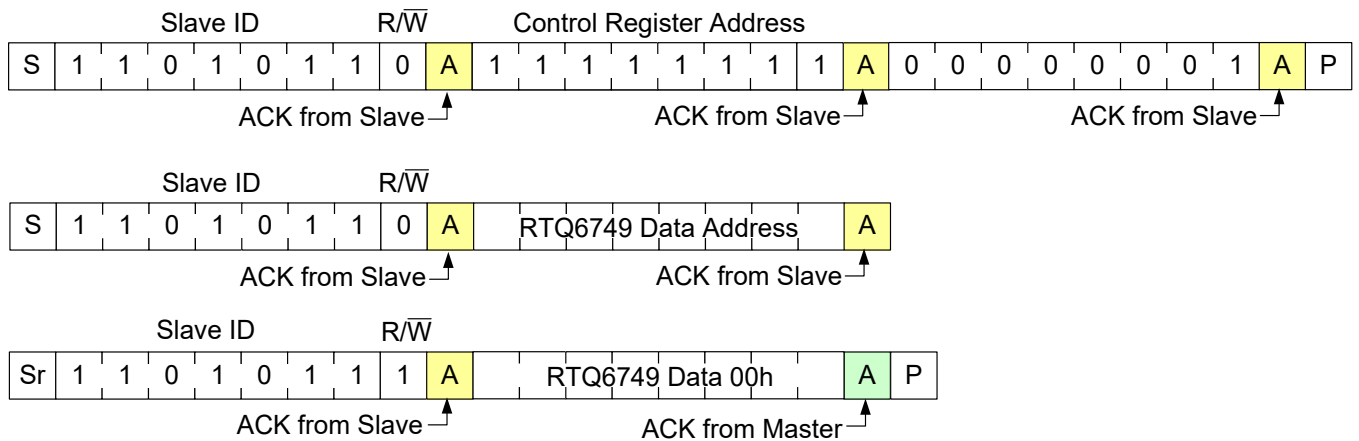 Slave ID R/W̅ Control Register Address
S 1 1 0 1 0 1 1 0 A 1 1 1 1 1 1 1 1 A 0 0 0 0 0 0 0 1 A P
ACK from Slave ACK from Slave ACK from Slave
Slave ID R/W̅
S 1 1 0 1 0 1 1 0 A RTQ6749 Data Address A
ACK from Slave ACK from Slave
Slave ID R/W̅
Sr 1 1 0 1 0 1 1 1 A RTQ6749 Data 00h A P
ACK from Slave ACK from Master